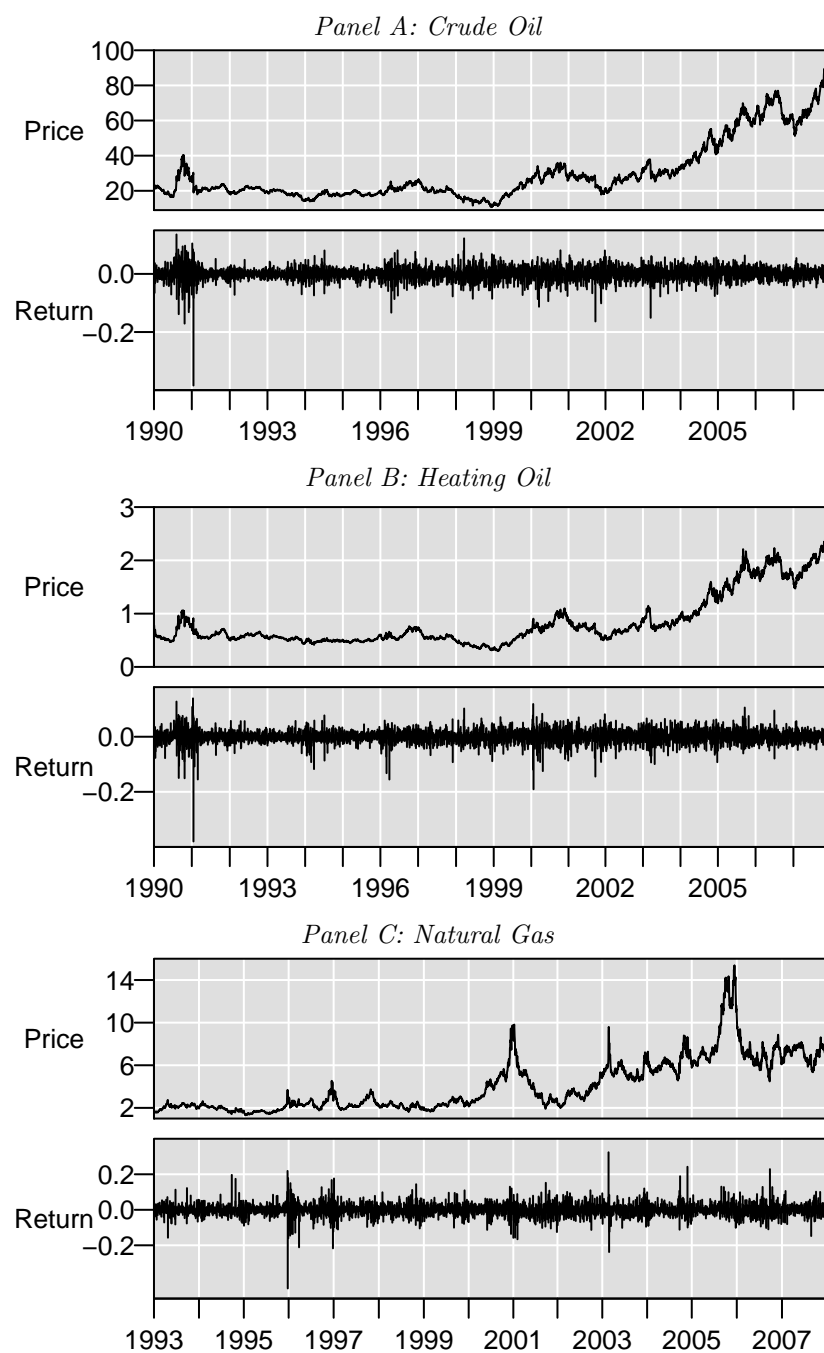 Panel A: Crude Oil
100
80
Price 60
40
20
0.0
Return
−0.2
1990 1993 1996 1999 2002 2005
Panel B: Heating Oil
3
2
Price
1
0
0.0
Return
−0.2
1990 1993 1996 1999 2002 2005
Panel C: Natural Gas
14
10
Price
6
2
0.2
Return 0.0
−0.2
1993 1995 1997 1999 2001 2003 2005 2007